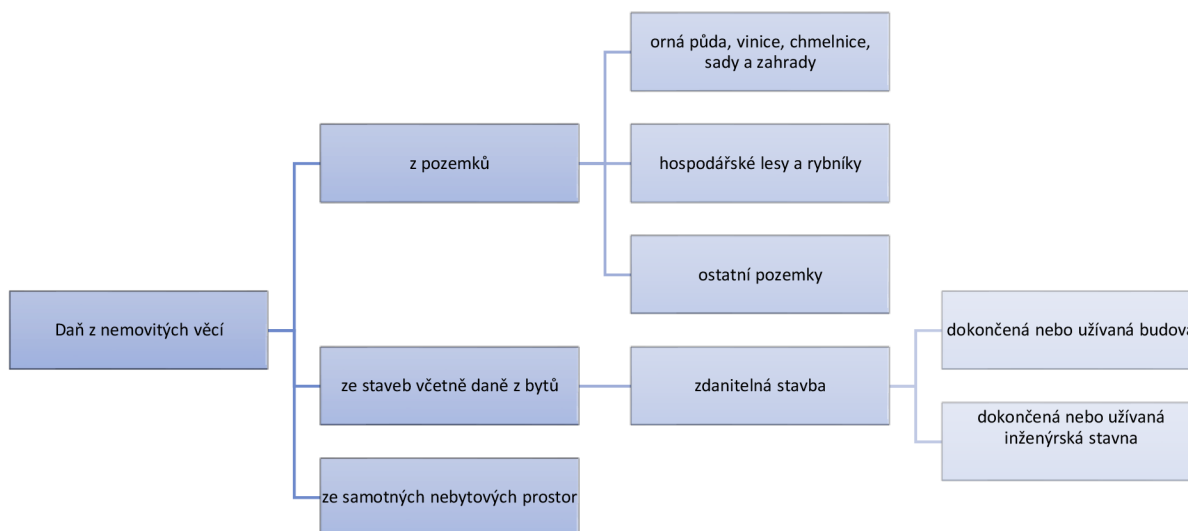 orná půda, vinice, chmelnice,
sady a zahrady
z pozemků
hospodářské lesy a rybníky
ostatní pozemky
Daň z nemovitých věcí
dokončená nebo užívaná budova
ze staveb včetně daně z bytů
zdanitelná stavba
dokončená nebo užívaná
inženýrská stavna
ze samotných nebytových prostor